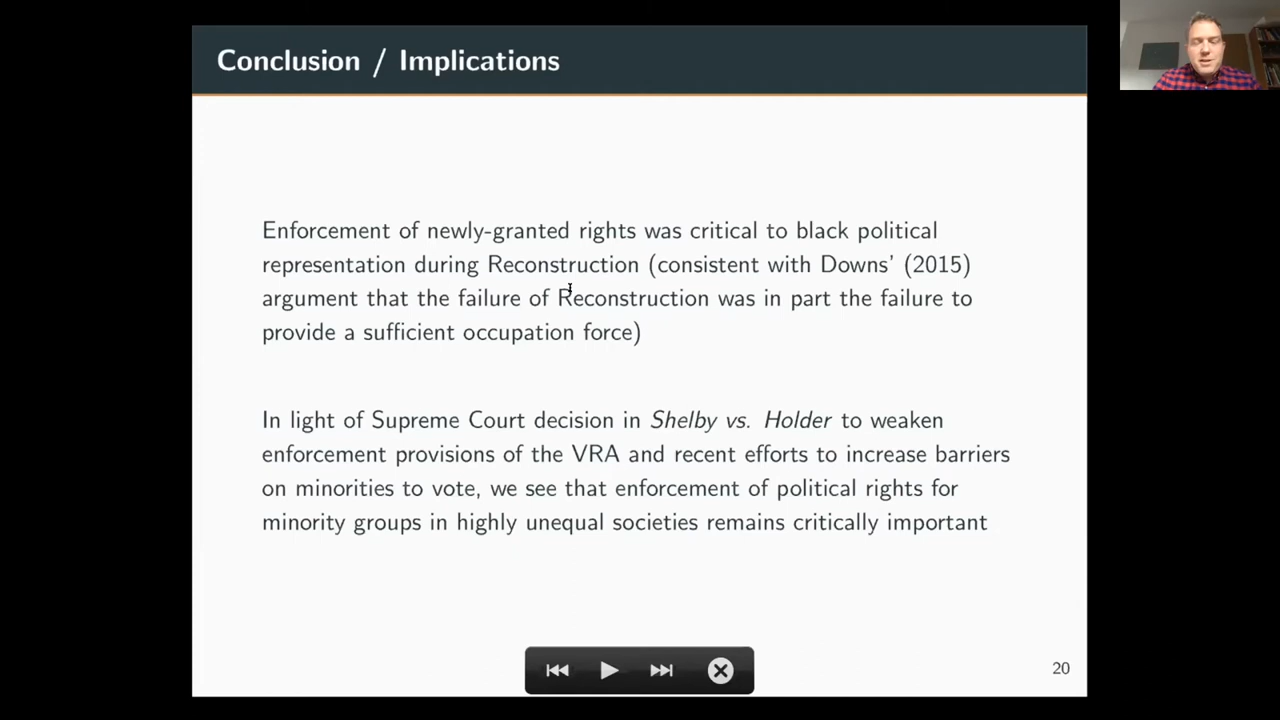 Conclusion / Implications
Enforcement of newly-granted rights was critical to black political
representation during Reconstruction (consistent with Downs’ (2015)
argument that the failure of Reconstruction was in part the failure to
provide a sufficient occupation force)
In light of Supreme Court decision in Shelby vs. Holder to weaken
enforcement provisions of the VRA and recent efforts to increase barriers
on minorities to vote, we see that enforcement of political rights for
minority groups in highly unequal societies remains critically important
20